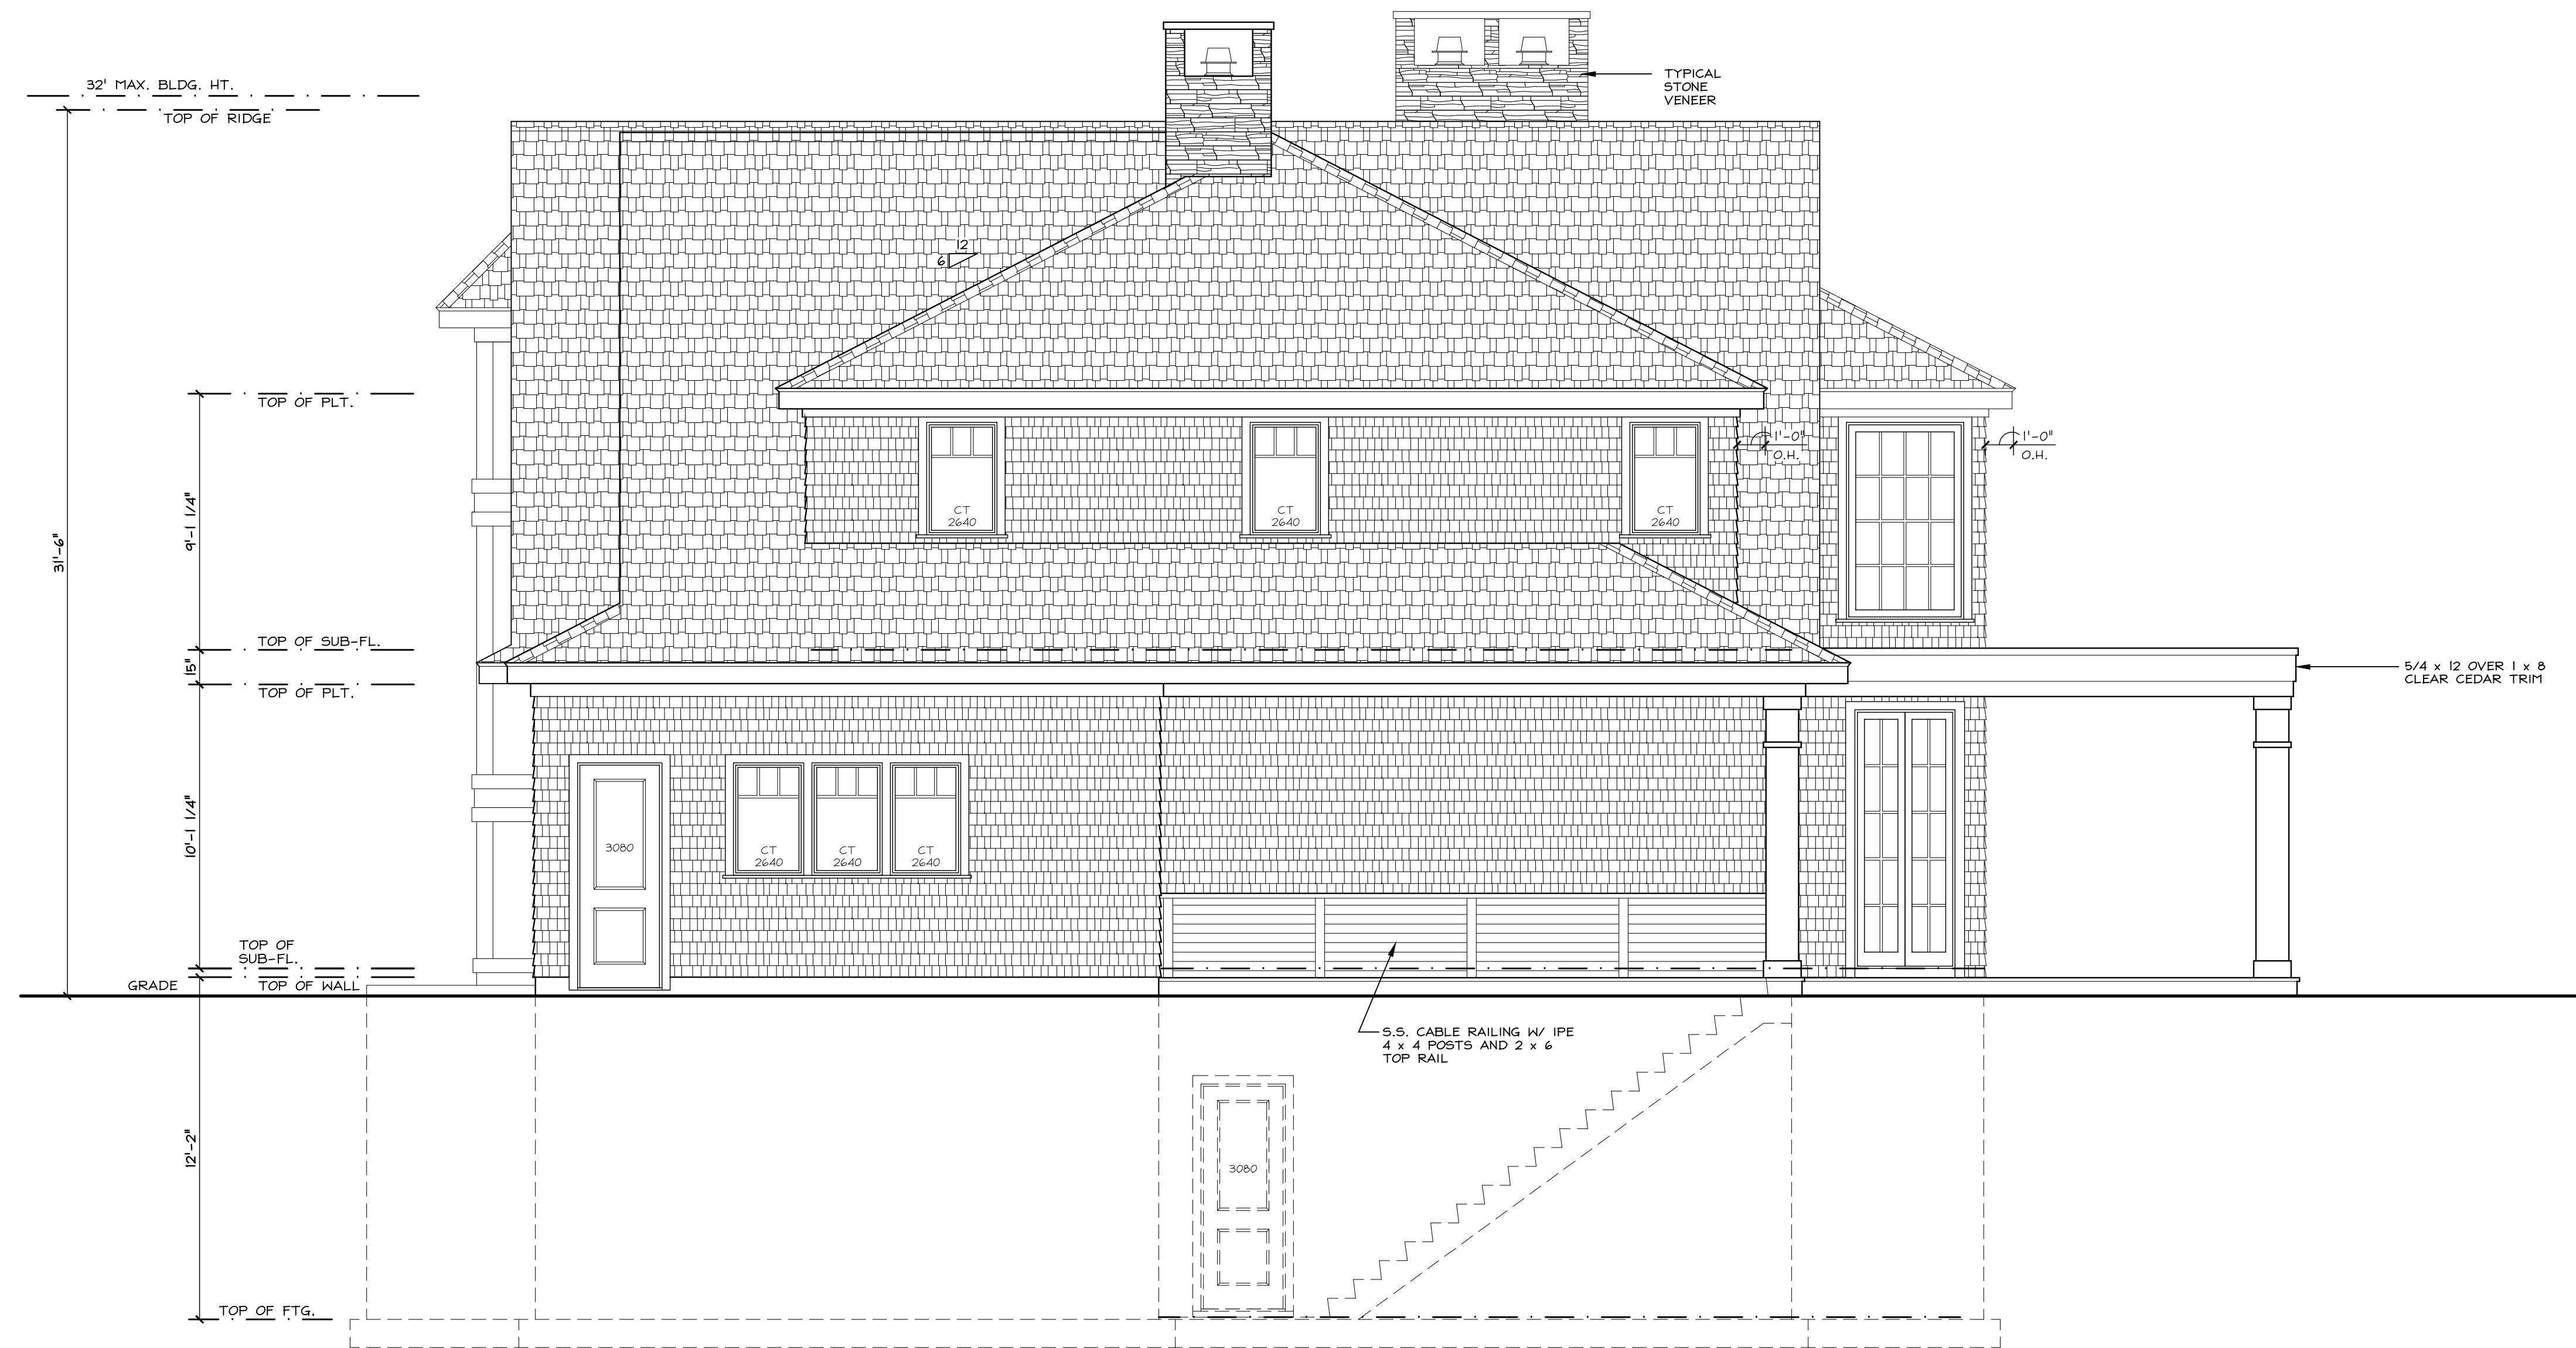 32' MAX. BLDG. HT.
TOP OF RIDGE
TYPICAL
STONE
VENEER
12
6
TOP OF PLT.
1'-0"
O.H.
1'-0"
O.H.
CT
2640
CT
2640
CT
2640
9'-1 1/4"
31'-6"
TOP OF SUB-FL.
15"
TOP OF PLT.
5/4 x 12 OVER 1 x 8
CLEAR CEDAR TRIM
10'-1 1/4"
3080
CT
2640
CT
2640
CT
2640
TOP OF
SUB-FL.
GRADE
TOP OF WALL
S.S. CABLE RAILING W/ IPE
4 x 4 POSTS AND 2 x 6
TOP RAIL
12'-2"
3080
TOP OF FTG.